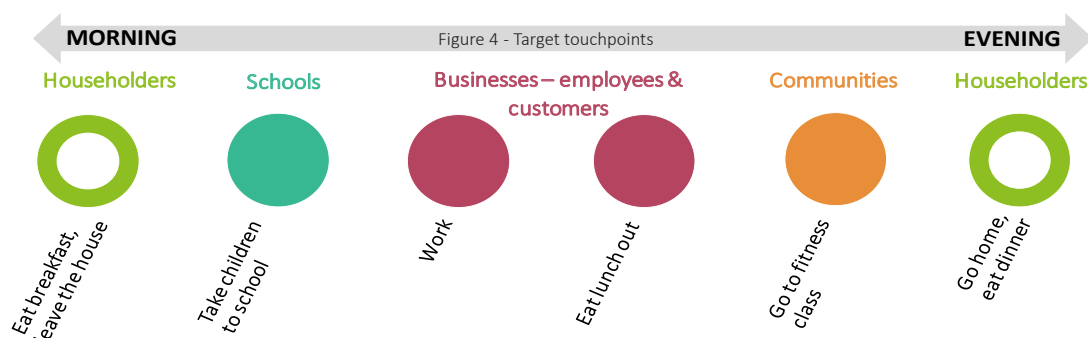 MORNING
Figure 4 - Target touchpoints
EVENING
Householders
Schools
Businesses – employees &
customers
Communities
Householders
Eat breakfast,
leave the house
Take children
to school
Work
Eat lunch out
Go to fitness
class
Go home,
eat dinner